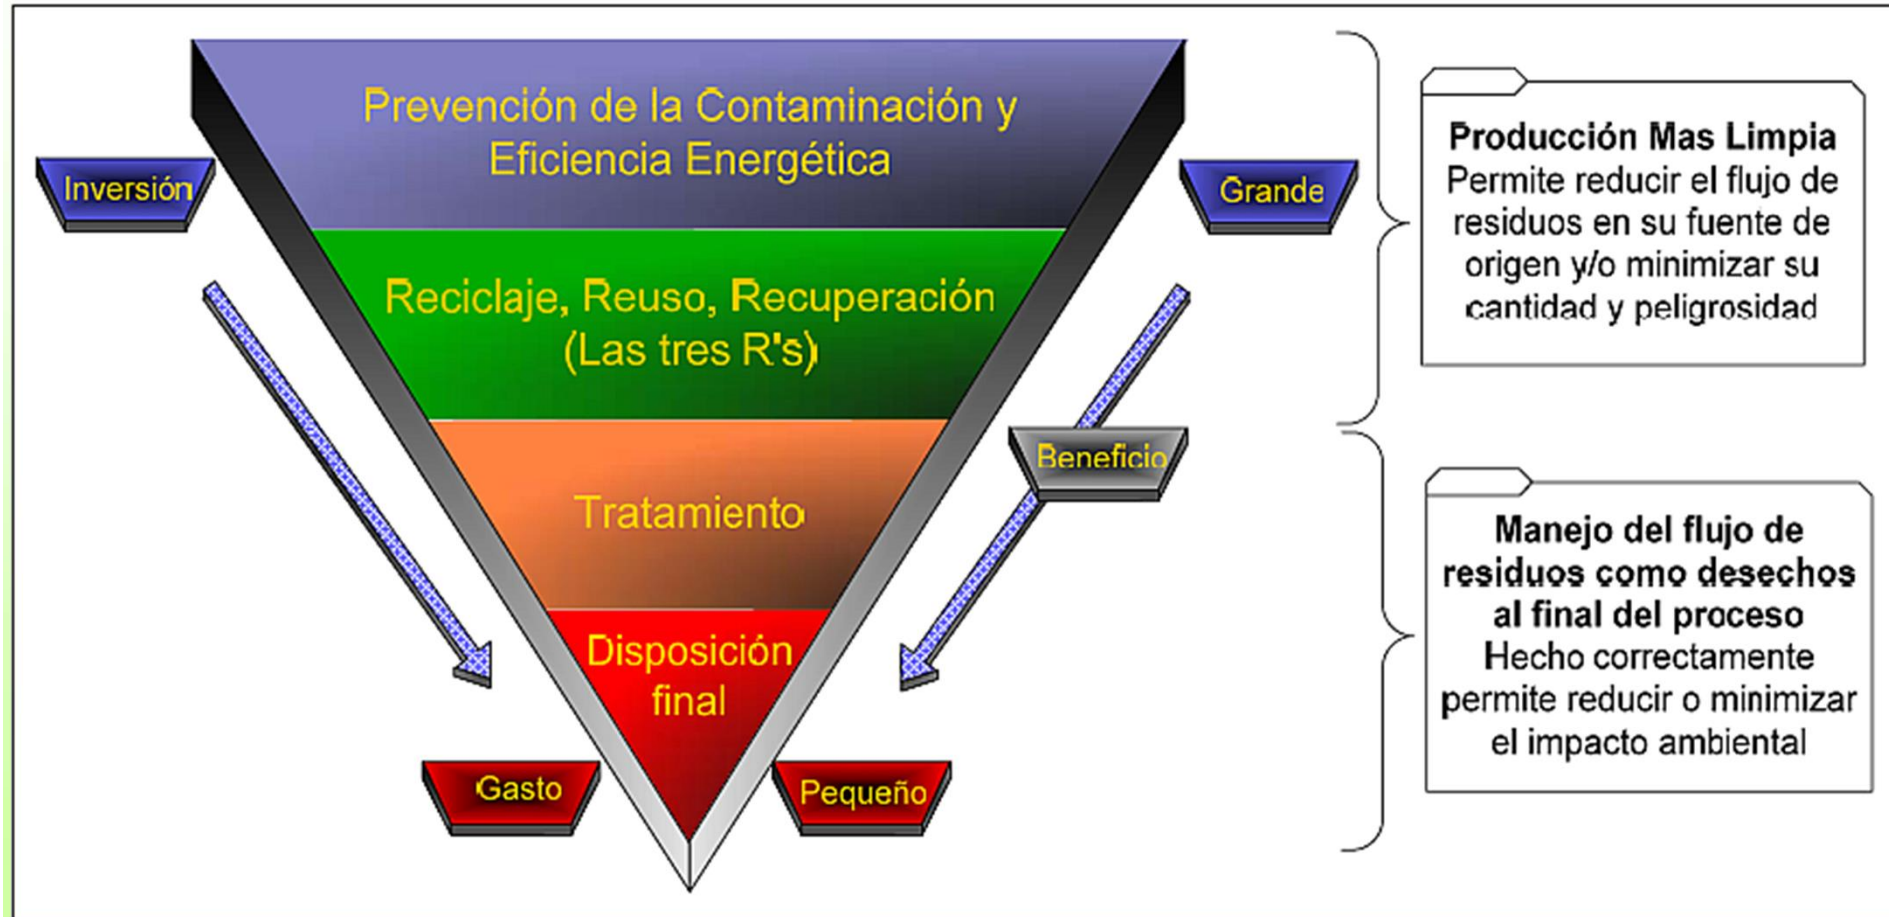 Prevención de la Contaminación y
Eficiencia Energética
Inversión
Grande
Reciclaje, Reuso, Recuperación
(Las tres R's)
Beneficio
Tratamiento
Disposición
final
Gasto
Pequeño
Producción Mas Limpia
Permite reducir el flujo de
residuos en su fuente de
origen y/o minimizar su
cantidad y peligrosidad
Manejo del flujo de
residuos como desechos
al final del proceso
Hecho correctamente
permite reducir o minimizar
el impacto ambiental